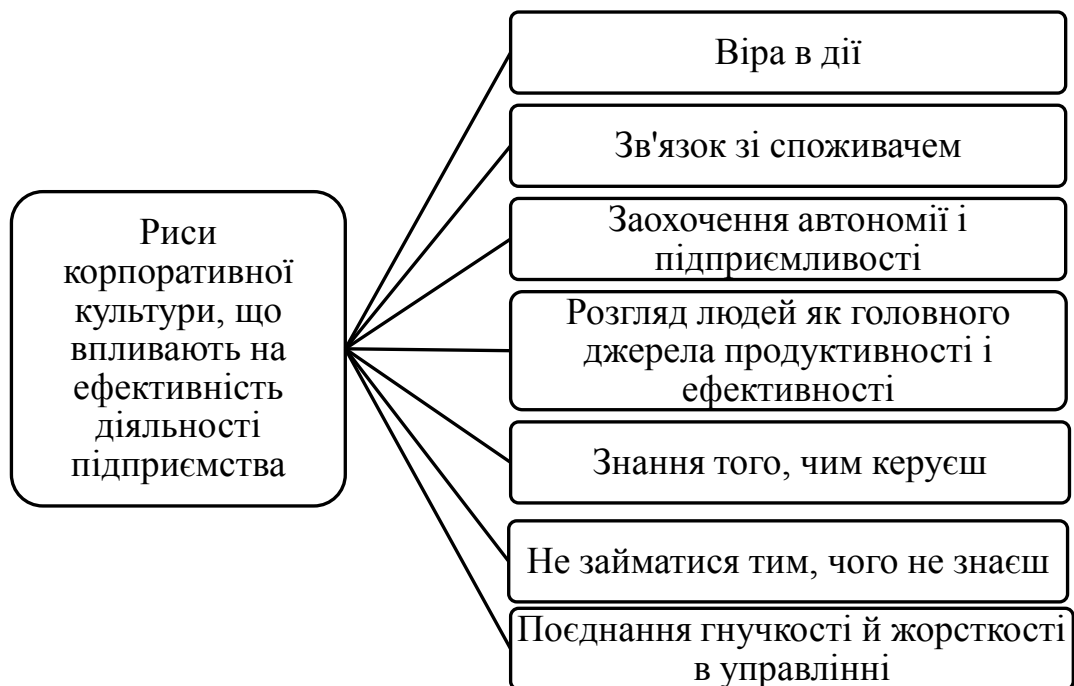 Риси
корпоративної
культури, що
впливають на
ефективність
діяльності
підприємства
Віра в дії
Зв'язок зі споживачем
Заохочення автономії і
підприємливості
Розгляд людей як головного
джерела продуктивності і
ефективності
Знання того, чим керуєш
Не займатися тим, чого не знаєш
Поєднання гнучкості й жорсткості
в управлінні